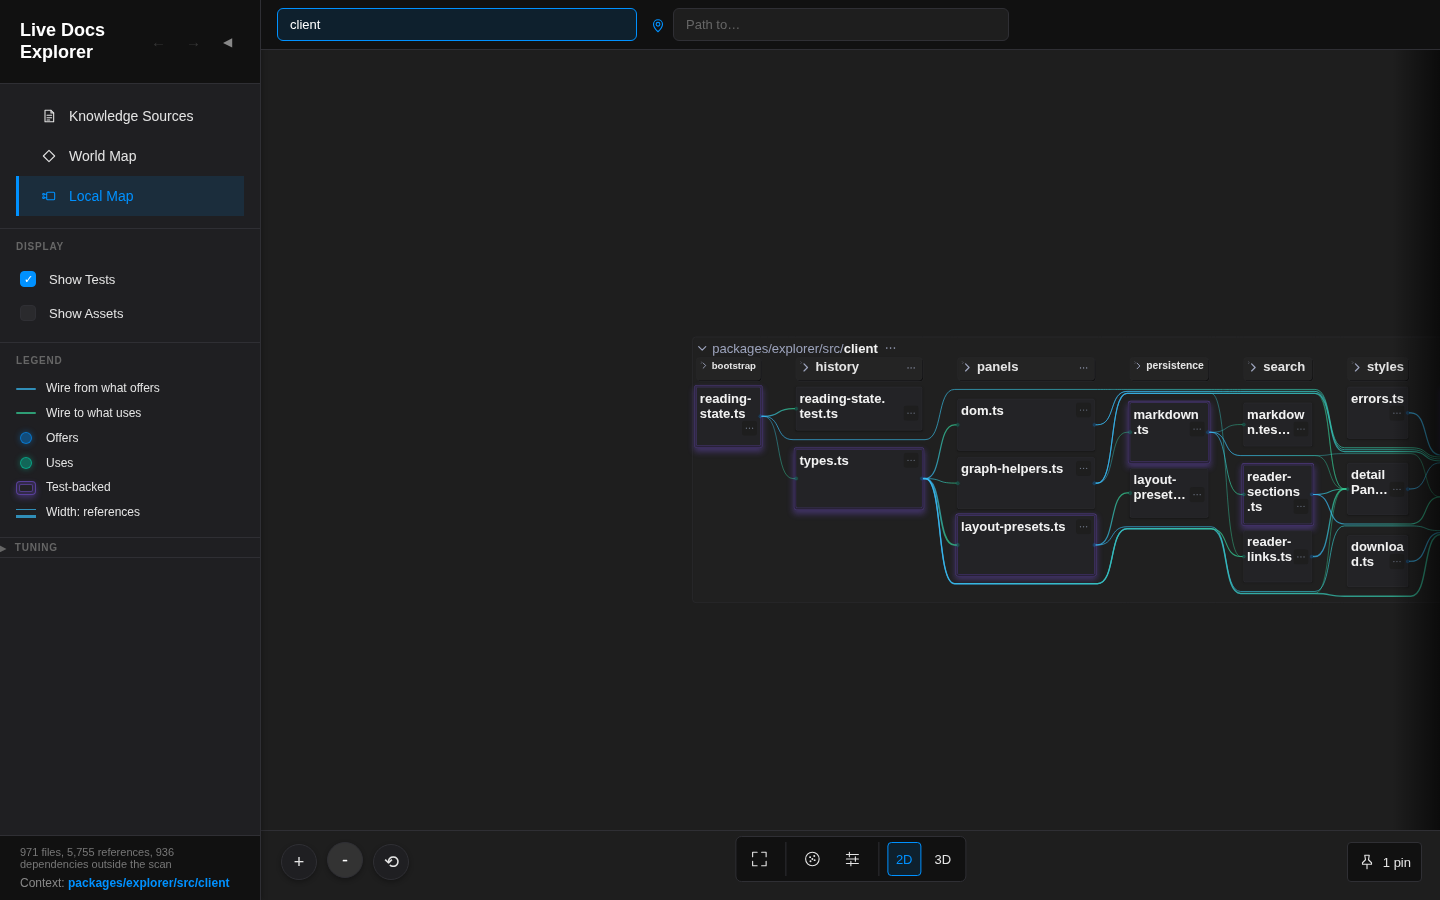 Live Docs
Explorer
← → ◀
client
Path to…
Knowledge Sources
World Map
Local Map
DISPLAY
✓ Show Tests
Show Assets
LEGEND
Wire from what offers
Wire to what uses
Offers
Uses
Test-backed
Width: references
▶ TUNING
971 files, 5,755 references, 936
dependencies outside the scan
Context: packages/explorer/src/client
packages/explorer/src/client ···
bootstrap
history ···
panels ···
persistence
search
styles
reading-
state.ts
···
reading-state.
test.ts ···
types.ts ···
dom.ts ···
graph-helpers.ts ···
layout-presets.ts ···
markdown
.ts ···
layout-
preset… ···
markdow
n.tes… ···
reader-
sections
.ts ···
reader-
links.ts ···
errors.ts
···
detail
Pan… ···
downloa
d.ts ···
+ - ⟲
2D 3D
1 pin